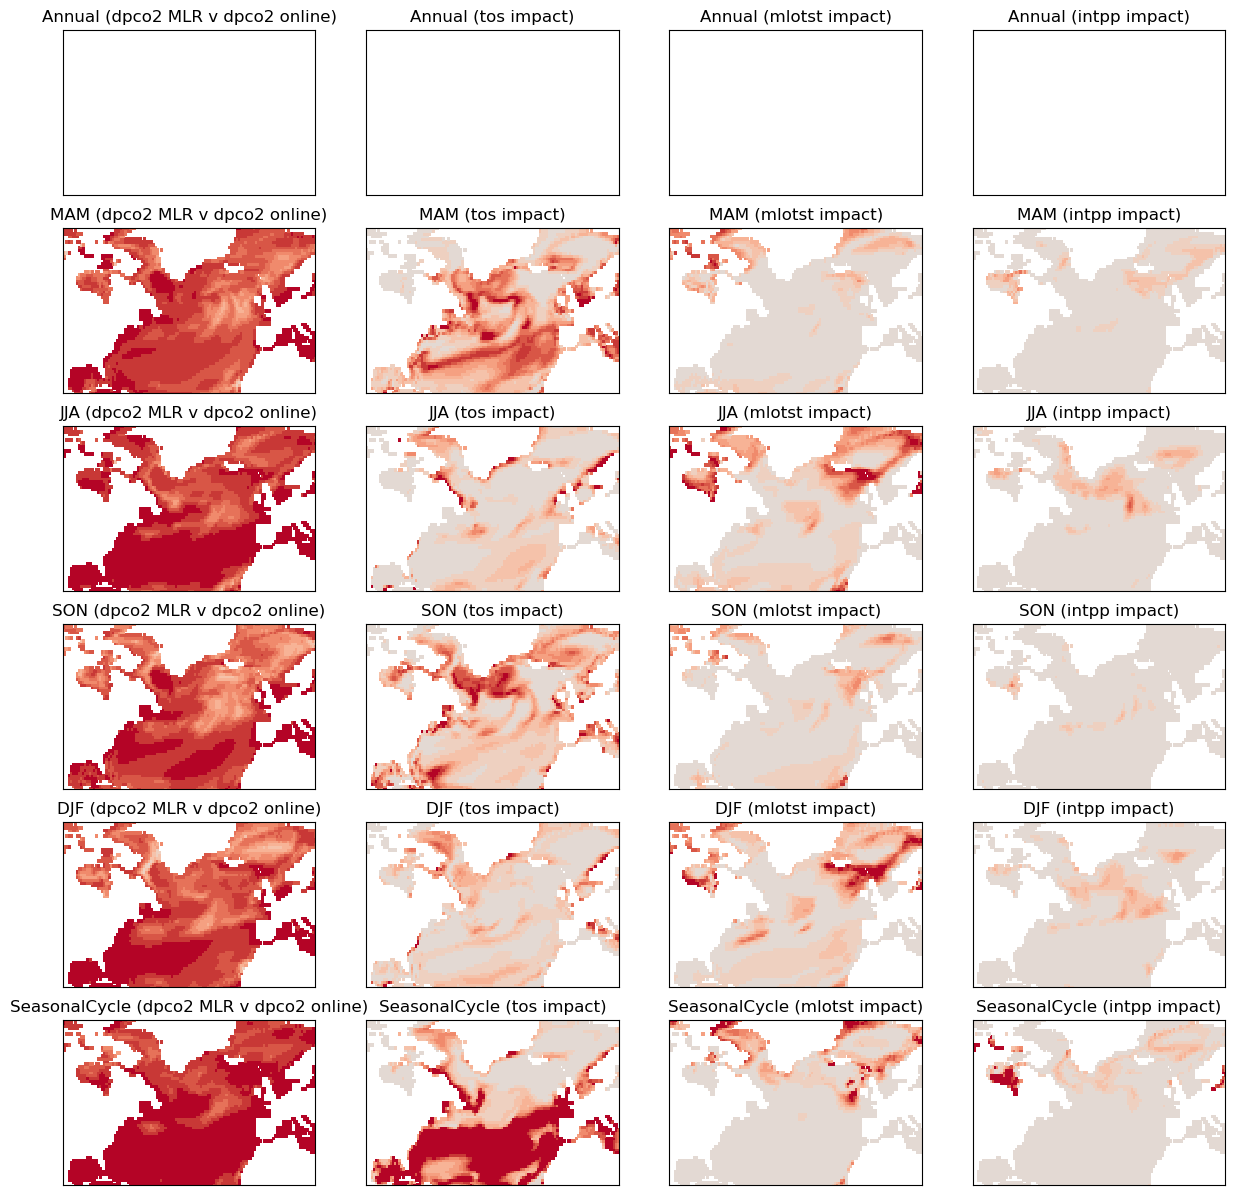 Annual (dpco2 MLR v dpco2 online)
Annual (tos impact)
Annual (mlotst impact)
Annual (intpp impact)
MAM (dpco2 MLR v dpco2 online)
MAM (tos impact)
MAM (mlotst impact)
MAM (intpp impact)
JJA (dpco2 MLR v dpco2 online)
JJA (tos impact)
JJA (mlotst impact)
JJA (intpp impact)
SON (dpco2 MLR v dpco2 online)
SON (tos impact)
SON (mlotst impact)
SON (intpp impact)
DJF (dpco2 MLR v dpco2 online)
DJF (tos impact)
DJF (mlotst impact)
DJF (intpp impact)
SeasonalCycle (dpco2 MLR v dpco2 online)
SeasonalCycle (tos impact)
SeasonalCycle (mlotst impact)
SeasonalCycle (intpp impact)